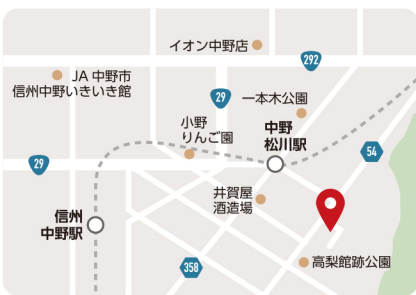 イオン中野店
292
JA 中野市
信州中野いきいき館
29
一本木公園
小野
りんご園
中野
松川駅
54
29
井賀屋
酒造場
信州
中野駅
358
高梨館跡公園